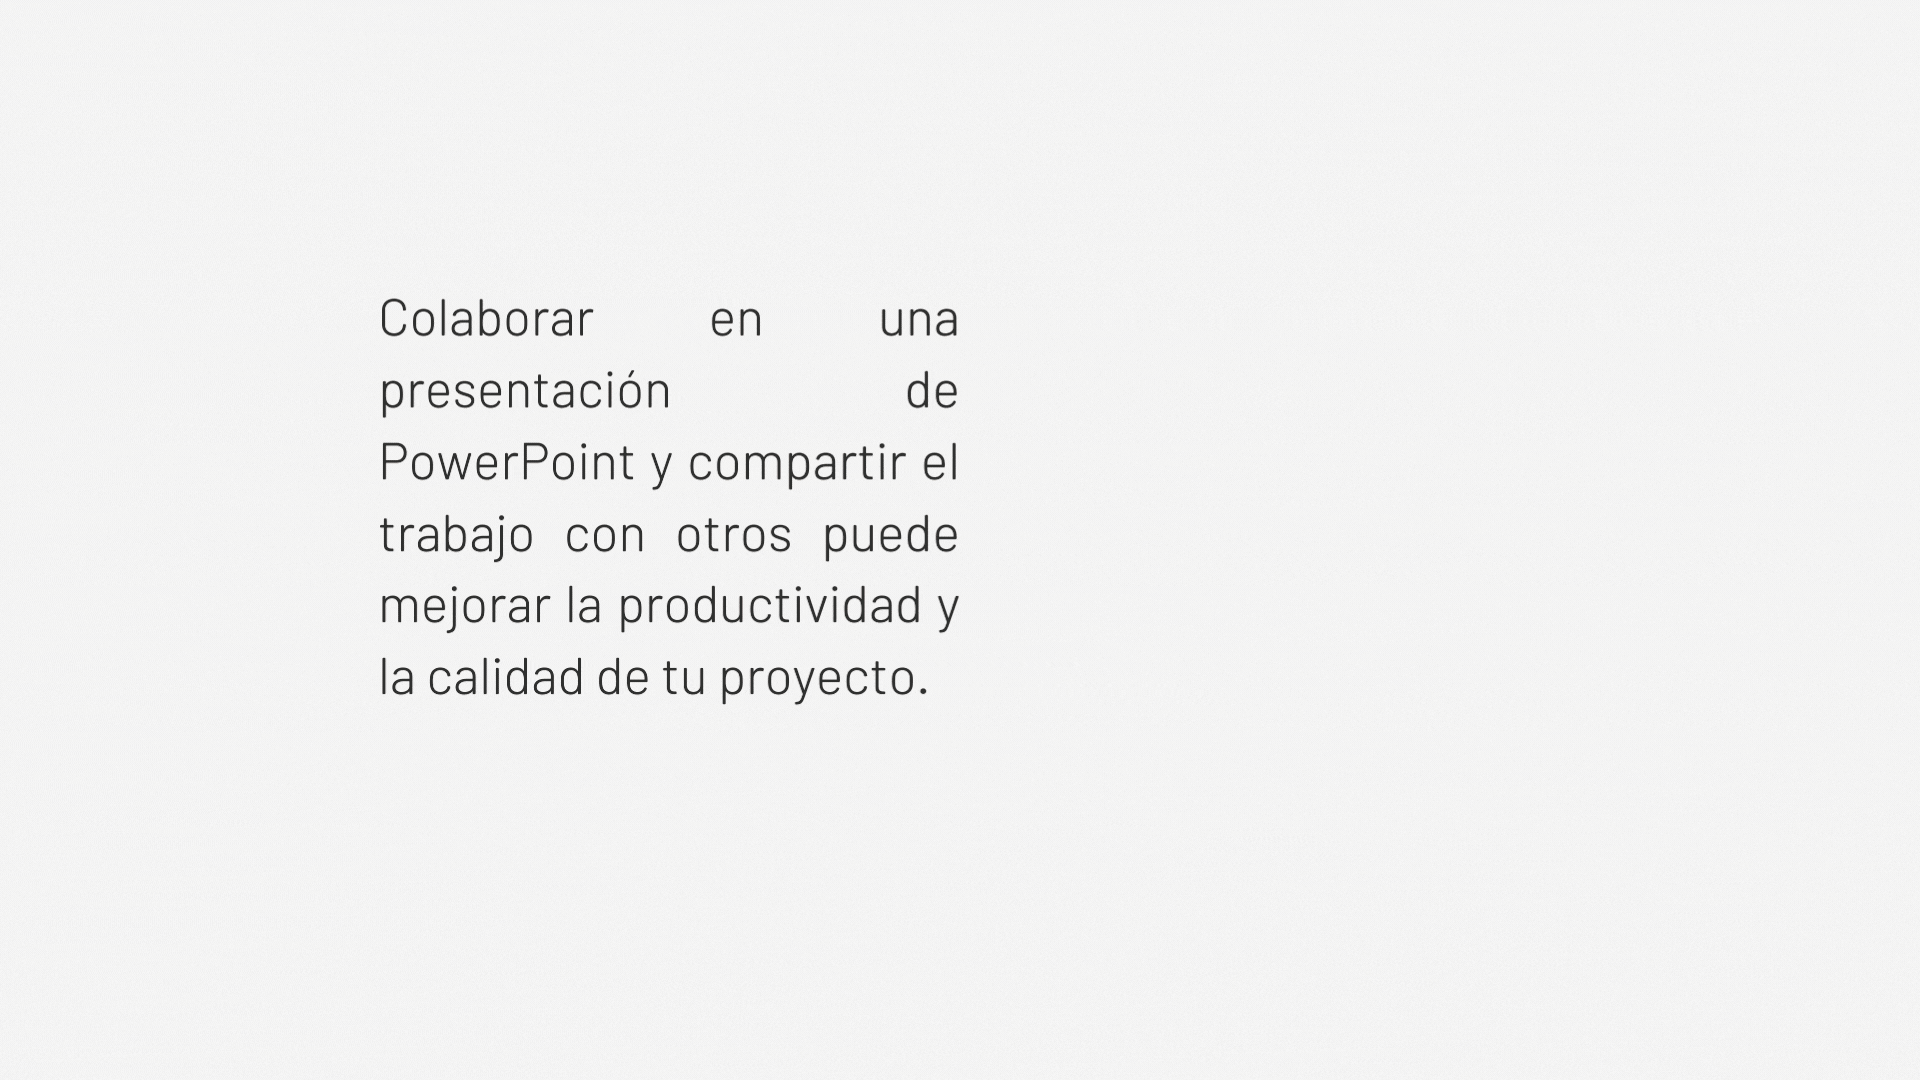 Colaborar en una
presentación de
PowerPoint y compartir el
trabajo con otros puede
mejorar la productividad y
la calidad de tu proyecto.